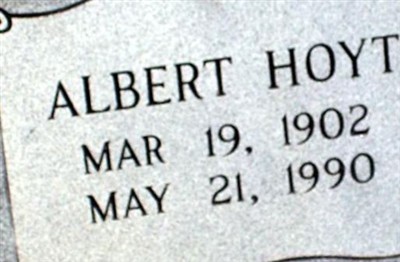 ALBERT HOYT
MAR 19, 1902
MAY 21, 1990